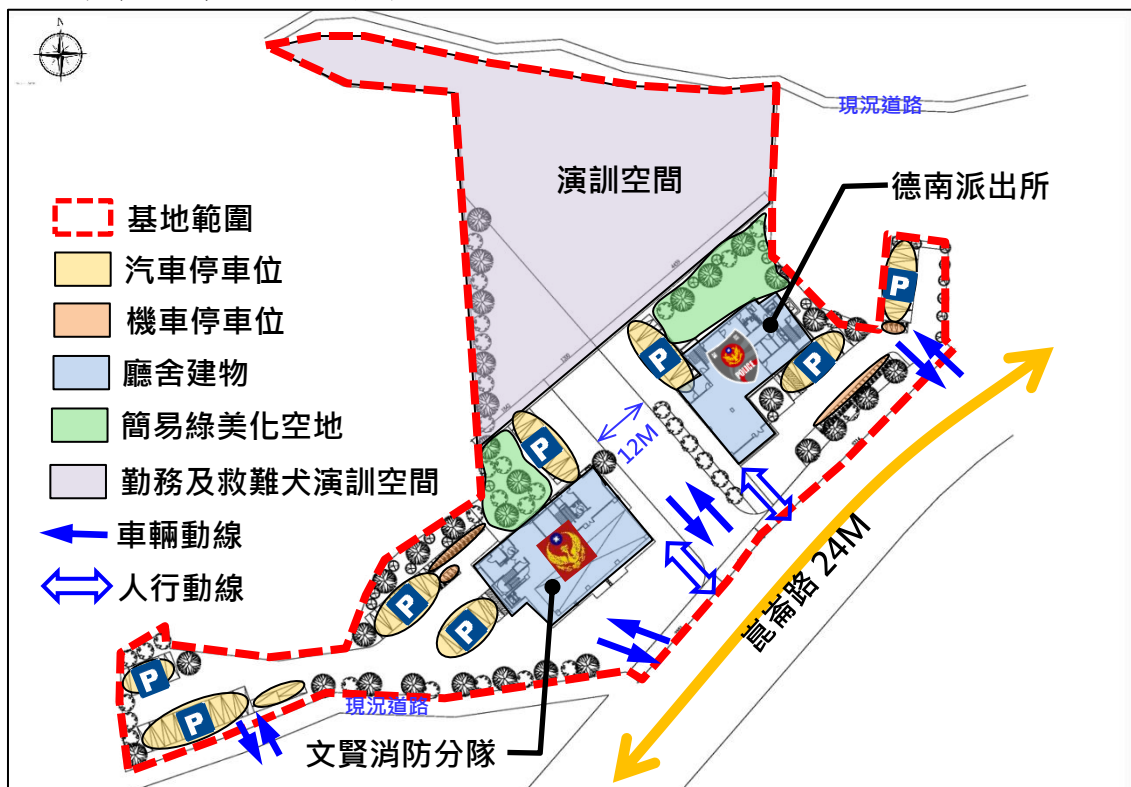 N
現況道路
演訓空間
德南派出所
基地範圍
汽車停車位
機車停車位
廳舍建物
簡易綠美化空地
勤務及救難犬演訓空間
車輛動線
人行動線
P
P
P
POLICE
12M
P
崑崙路 24M
P
P
P
P
現況道路
文賢消防分隊